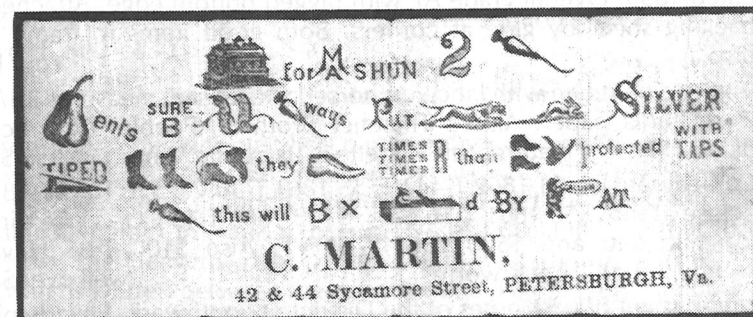 for MA SHUN 2
ents SURE B ways PUT SILVER
TIPED they TIMES TIMES TIMES R than protected WITH TAPS
this will B X d BY AT
C. MARTIN,
42 & 44 Sycamore Street, PETERSBURGH, Va.